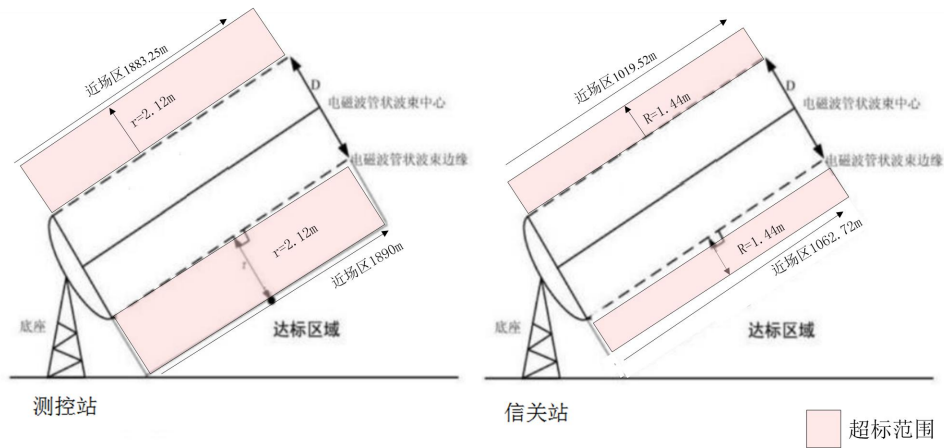 近场区1883.25m
r=2.12m
D
电磁波管状波束中心
电磁波管状波束边缘
r=2.12m
r
近场区1890m
底座
达标区域
测控站
近场区1019.52m
R=1.44m
D
电磁波管状波束中心
电磁波管状波束边缘
R=1.44m
近场区1062.72m
底座
达标区域
信关站
超标范围